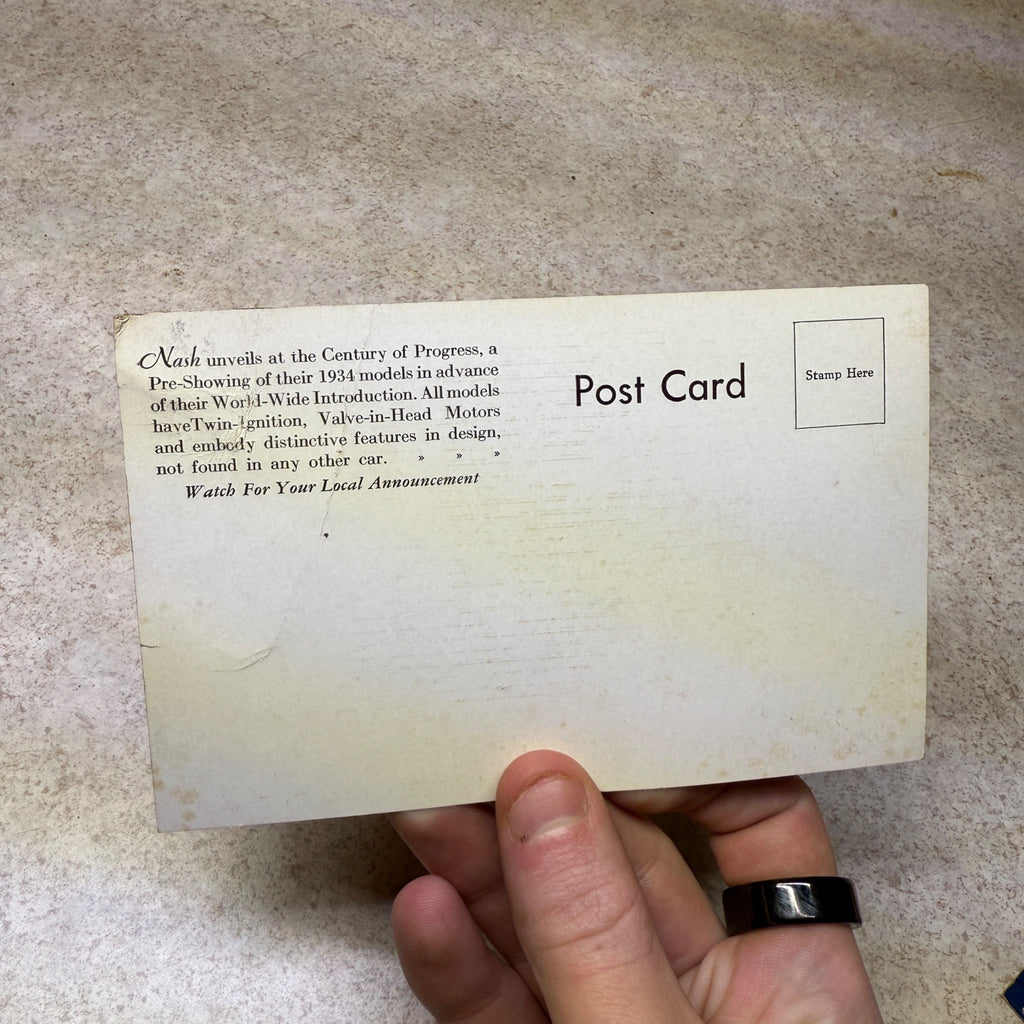 Nash unveils at the Century of Progress, a
Pre-Showing of their 1934 models in advance
of their World-Wide Introduction. All models
haveTwin-Ignition, Valve-in-Head Motors
and embody distinctive features in design,
not found in any other car. » » »
Watch For Your Local Announcement
Post Card
Stamp Here